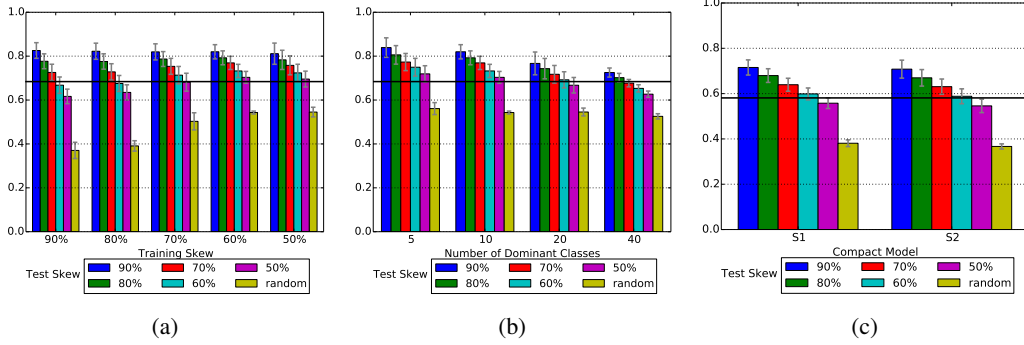 1.0
0.8
0.6
0.4
0.2
0.0
90% 80% 70% 60% 50%
Training Skew
Test Skew 90% 70% 50%
80% 60% random
(a)
1.0
0.8
0.6
0.4
0.2
0.0
5 10 20 40
Number of Dominant Classes
Test Skew 90% 70% 50%
80% 60% random
(b)
1.0
0.8
0.6
0.4
0.2
0.0
S1 S2
Compact Model
Test Skew 90% 70% 50%
80% 60% random
(c)